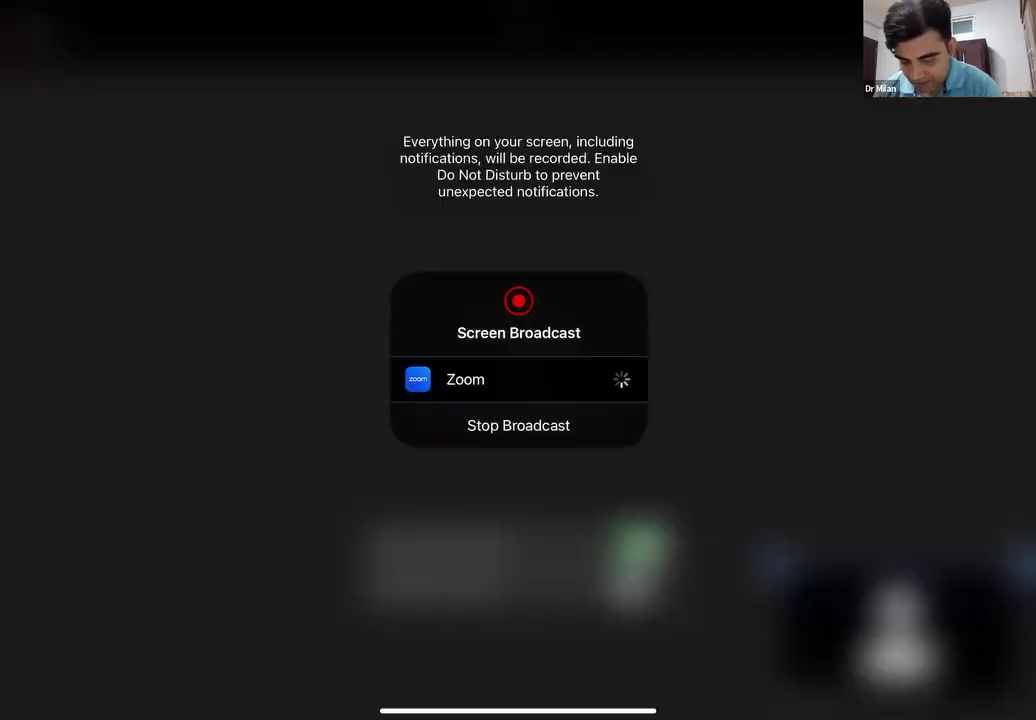 Dr Milan
Everything on your screen, including
notifications, will be recorded. Enable
Do Not Disturb to prevent
unexpected notifications.
Screen Broadcast
zoom
Zoom
Stop Broadcast